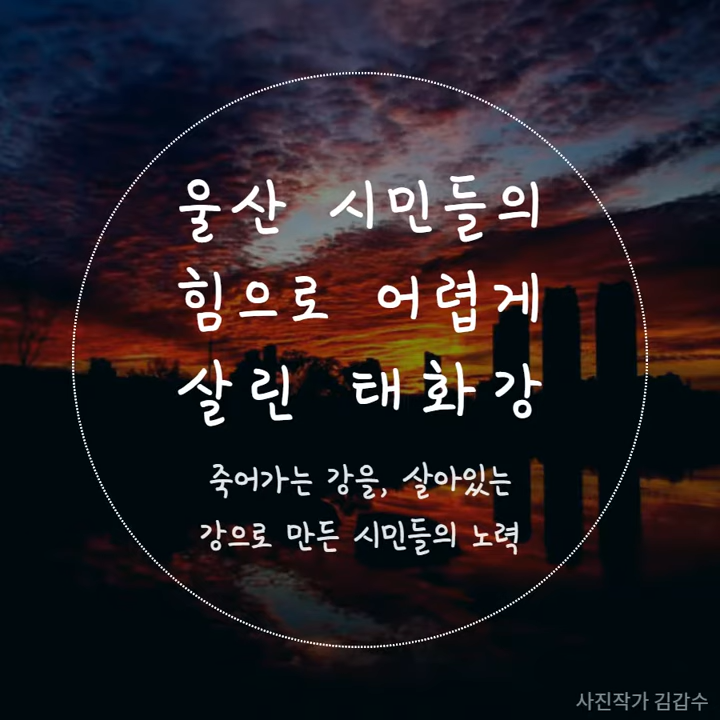 울산 시민들의
힘으로 어렵게
살린 태화강
죽어가는 강을, 살아있는
강으로 만든 시민들의 노력
사진작가 김갑수